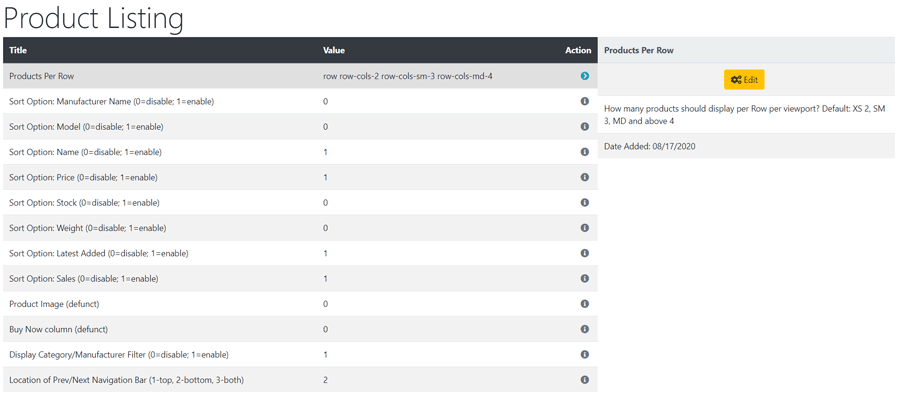 Product Listing
Title Value Action
Products Per Row row row-cols-2 row-cols-sm-3 row-cols-md-4
Sort Option: Manufacturer Name (0=disable; 1=enable) 0
Sort Option: Model (0=disable; 1=enable) 0
Sort Option: Name (0=disable; 1=enable) 1
Sort Option: Price (0=disable; 1=enable) 1
Sort Option: Stock (0=disable; 1=enable) 0
Sort Option: Weight (0=disable; 1=enable) 0
Sort Option: Latest Added (0=disable; 1=enable) 1
Sort Option: Sales (0=disable; 1=enable) 1
Product Image (defunct) 0
Buy Now column (defunct) 0
Display Category/Manufacturer Filter (0=disable; 1=enable) 1
Location of Prev/Next Navigation Bar (1-top, 2-bottom, 3-both) 2
Products Per Row
Edit
How many products should display per Row per viewport? Default: XS 2, SM
3, MD and above 4
Date Added: 08/17/2020